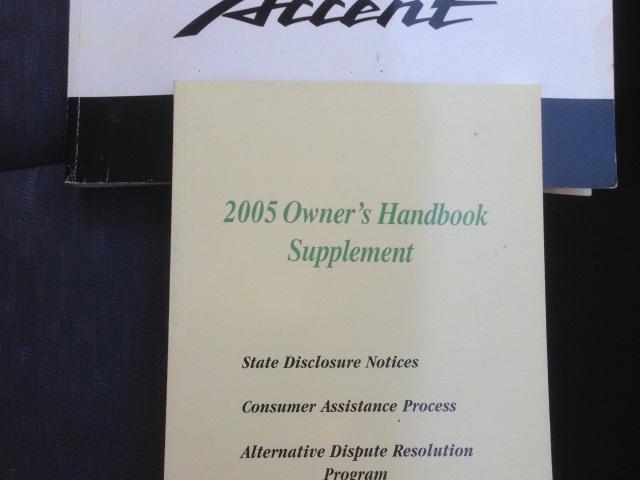 Accent
2005 Owner's Handbook
Supplement
State Disclosure Notices
Consumer Assistance Process
Alternative Dispute Resolution
Program